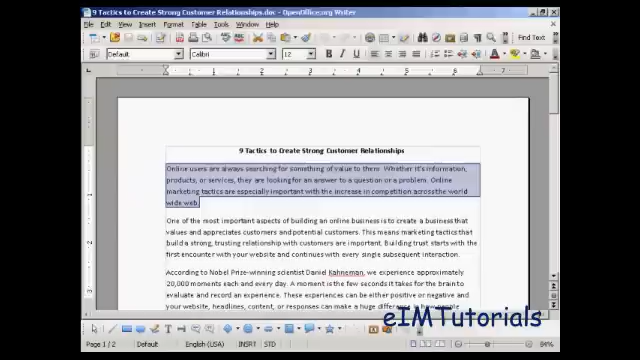 9 Tactics to Create Strong Customer Relationships.doc - OpenOffice.org Writer
File Edit View Insert Format Table Tools Window Help
Find Text
Default Calibri 12 B I U
9 Tactics to Create Strong Customer Relationships
Online users are always searching for something of value to them. Whether it's information,
products, or services, they are looking for an answer to a question or a problem. Online
marketing tactics are especially important with the increase in competition across the world
wide web.
One of the most important aspects of building an online business is to create a business that
values and appreciates customers and potential customers. This means marketing tactics that
build a strong, trusting relationship with customers are important. Building trust starts with the
first encounter with your website and continues with every single subsequent interaction.
According to Nobel Prize-winning scientist Daniel Kahneman, we experience approximately
20,000 moments each and every day. A moment is the few seconds it takes for the brain to
evaluate and record an experience. These experiences can be either positive or negative and
your website, headlines, content, or responses can make a huge difference in how people
eIMTutorials
Page 1 / 2 Default English (USA) INSRT STD 84%